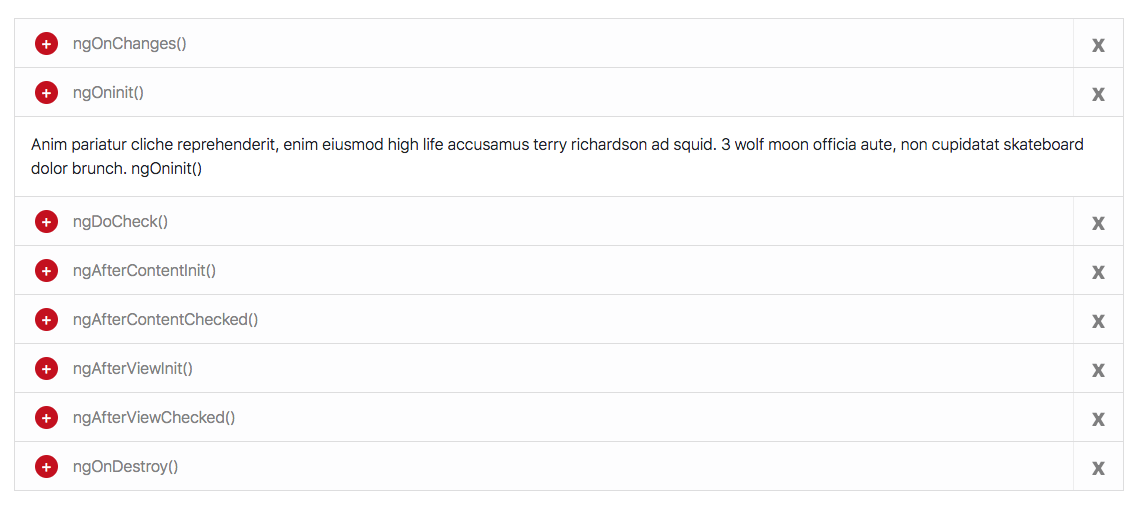 + ngOnChanges() X
+ ngOninit() X
Anim pariatur cliche reprehenderit, enim eiusmod high life accusamus terry richardson ad squid. 3 wolf moon officia aute, non cupidatat skateboard
dolor brunch. ngOninit()
+ ngDoCheck() X
+ ngAfterContentInit() X
+ ngAfterContentChecked() X
+ ngAfterViewInit() X
+ ngAfterViewChecked() X
+ ngOnDestroy() X